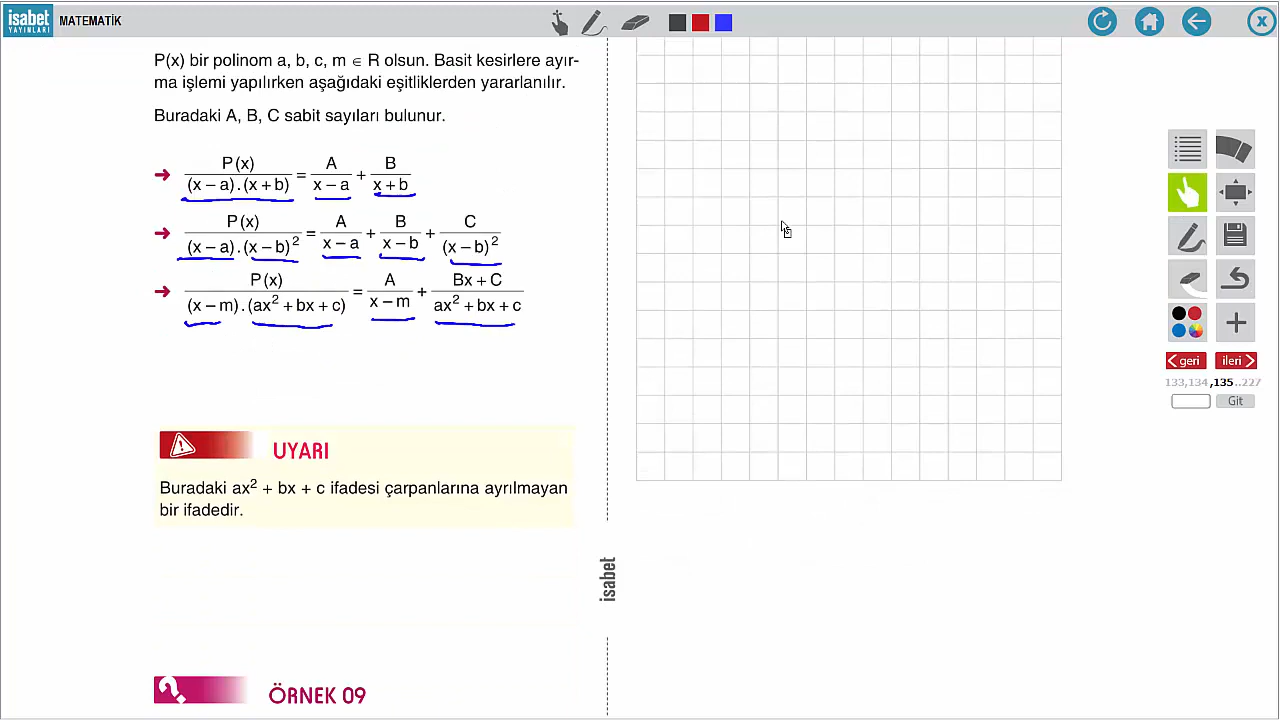 isabet
YAYINLARI
MATEMATİK
P(x) bir polinom a, b, c, m ∈ R olsun. Basit kesirlere ayır-
ma işlemi yapılırken aşağıdaki eşitliklerden yararlanılır.
Buradaki A, B, C sabit sayıları bulunur.
➜ P(x)/((x – a).(x + b)) = A/(x – a) + B/(x + b)
➜ P(x)/((x – a).(x – b)²) = A/(x – a) + B/(x – b) + C/(x – b)²
➜ P(x)/((x – m).(ax² + bx + c)) = A/(x – m) + (Bx + C)/(ax² + bx + c)
UYARI
Buradaki ax² + bx + c ifadesi çarpanlarına ayrılmayan
bir ifadedir.
ÖRNEK 09
isabet
geri
ileri
133,134,135..227
Git